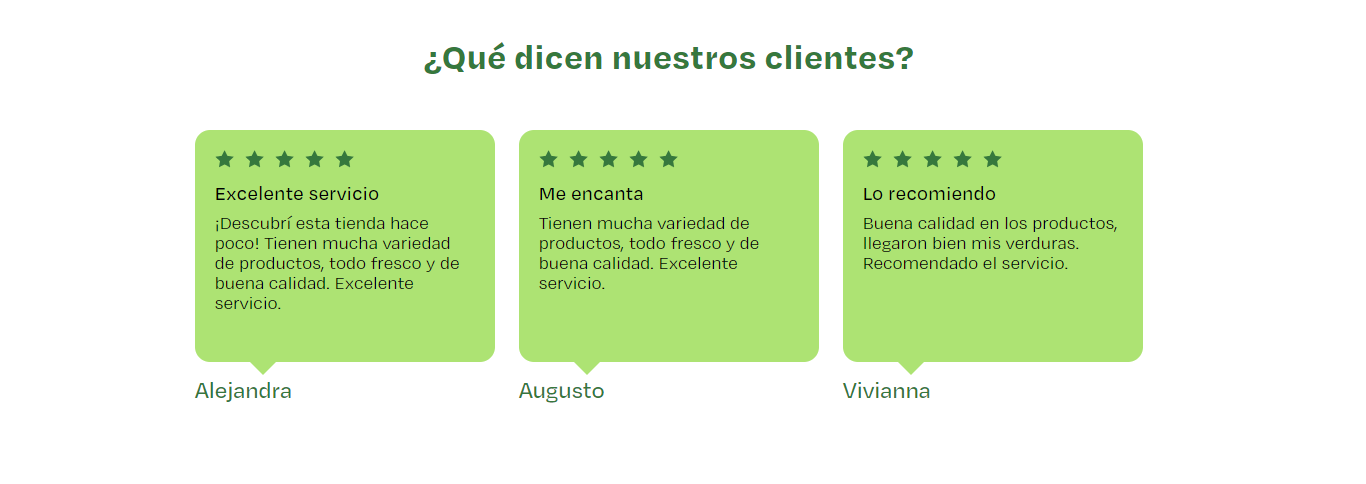 ¿Qué dicen nuestros clientes?
Excelente servicio
¡Descubrí esta tienda hace
poco! Tienen mucha variedad
de productos, todo fresco y de
buena calidad. Excelente
servicio.
Alejandra
Me encanta
Tienen mucha variedad de
productos, todo fresco y de
buena calidad. Excelente
servicio.
Augusto
Lo recomiendo
Buena calidad en los productos,
llegaron bien mis verduras.
Recomendado el servicio.
Vivianna